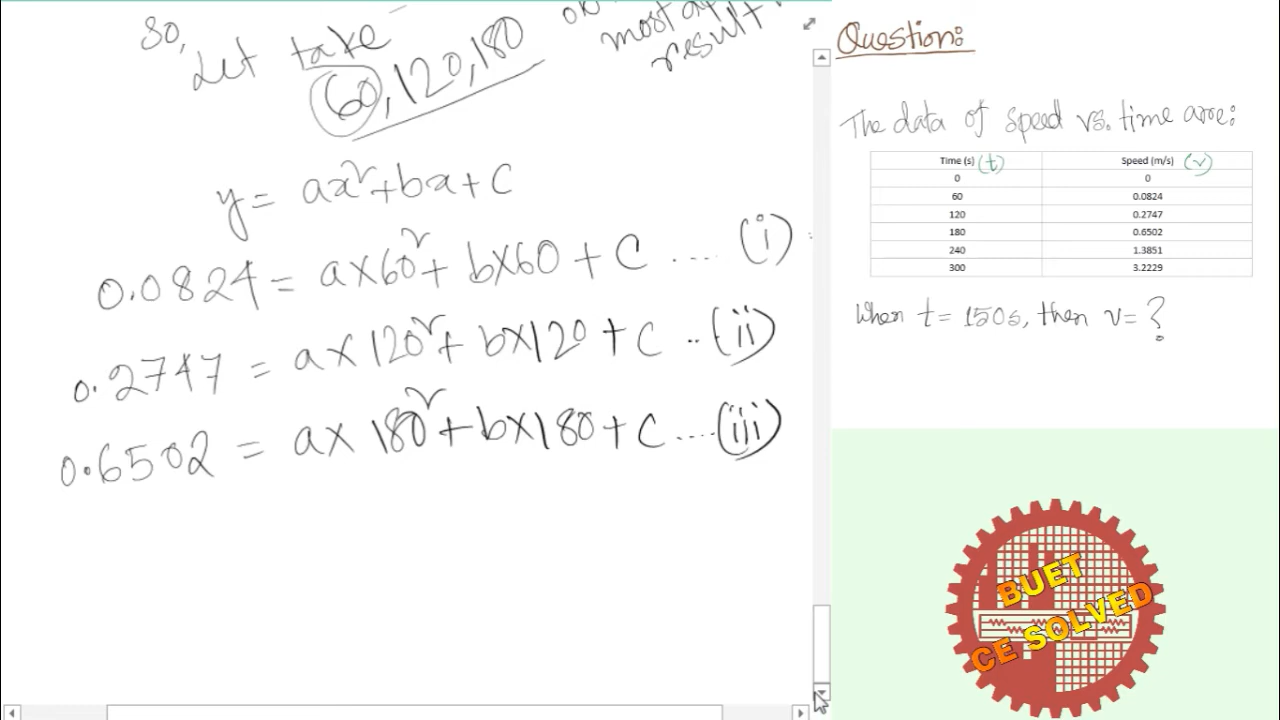 So,
Let take
60, 120, 180
most
result
y = ax² + bx + c
0.0824 = a×60² + b×60 + c .... (i)
0.2747 = a×120² + b×120 + c .. (ii)
0.6502 = a×180² + b×180 + c .... (iii)
Question:
The data of speed vs. time are:
Time (s) (t) Speed (m/s) (v)
0 0
60 0.0824
120 0.2747
180 0.6502
240 1.3851
300 3.2229
When t = 150s, then v = ?
BUET
CE SOLVED